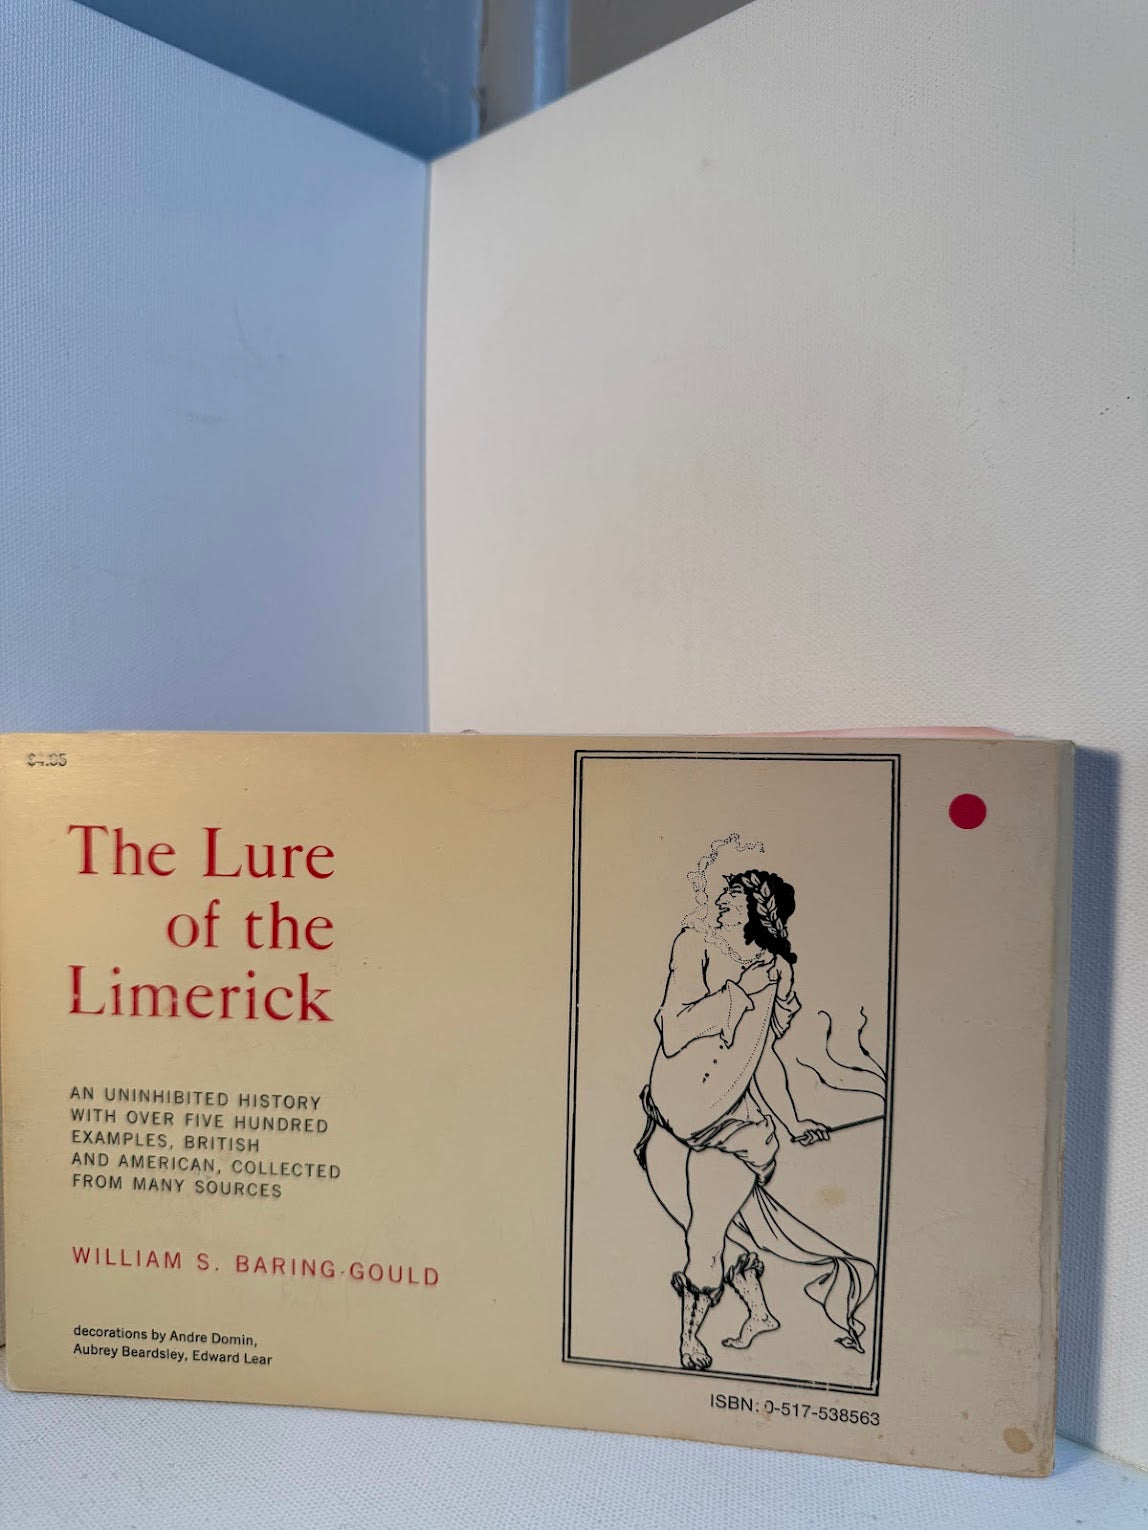 The Lure
of the
Limerick
AN UNINHIBITED HISTORY
WITH OVER FIVE HUNDRED
EXAMPLES, BRITISH
AND AMERICAN, COLLECTED
FROM MANY SOURCES
WILLIAM S. BARING-GOULD
decorations by Andre Domin,
Aubrey Beardsley, Edward Lear
ISBN: 0-517-538563